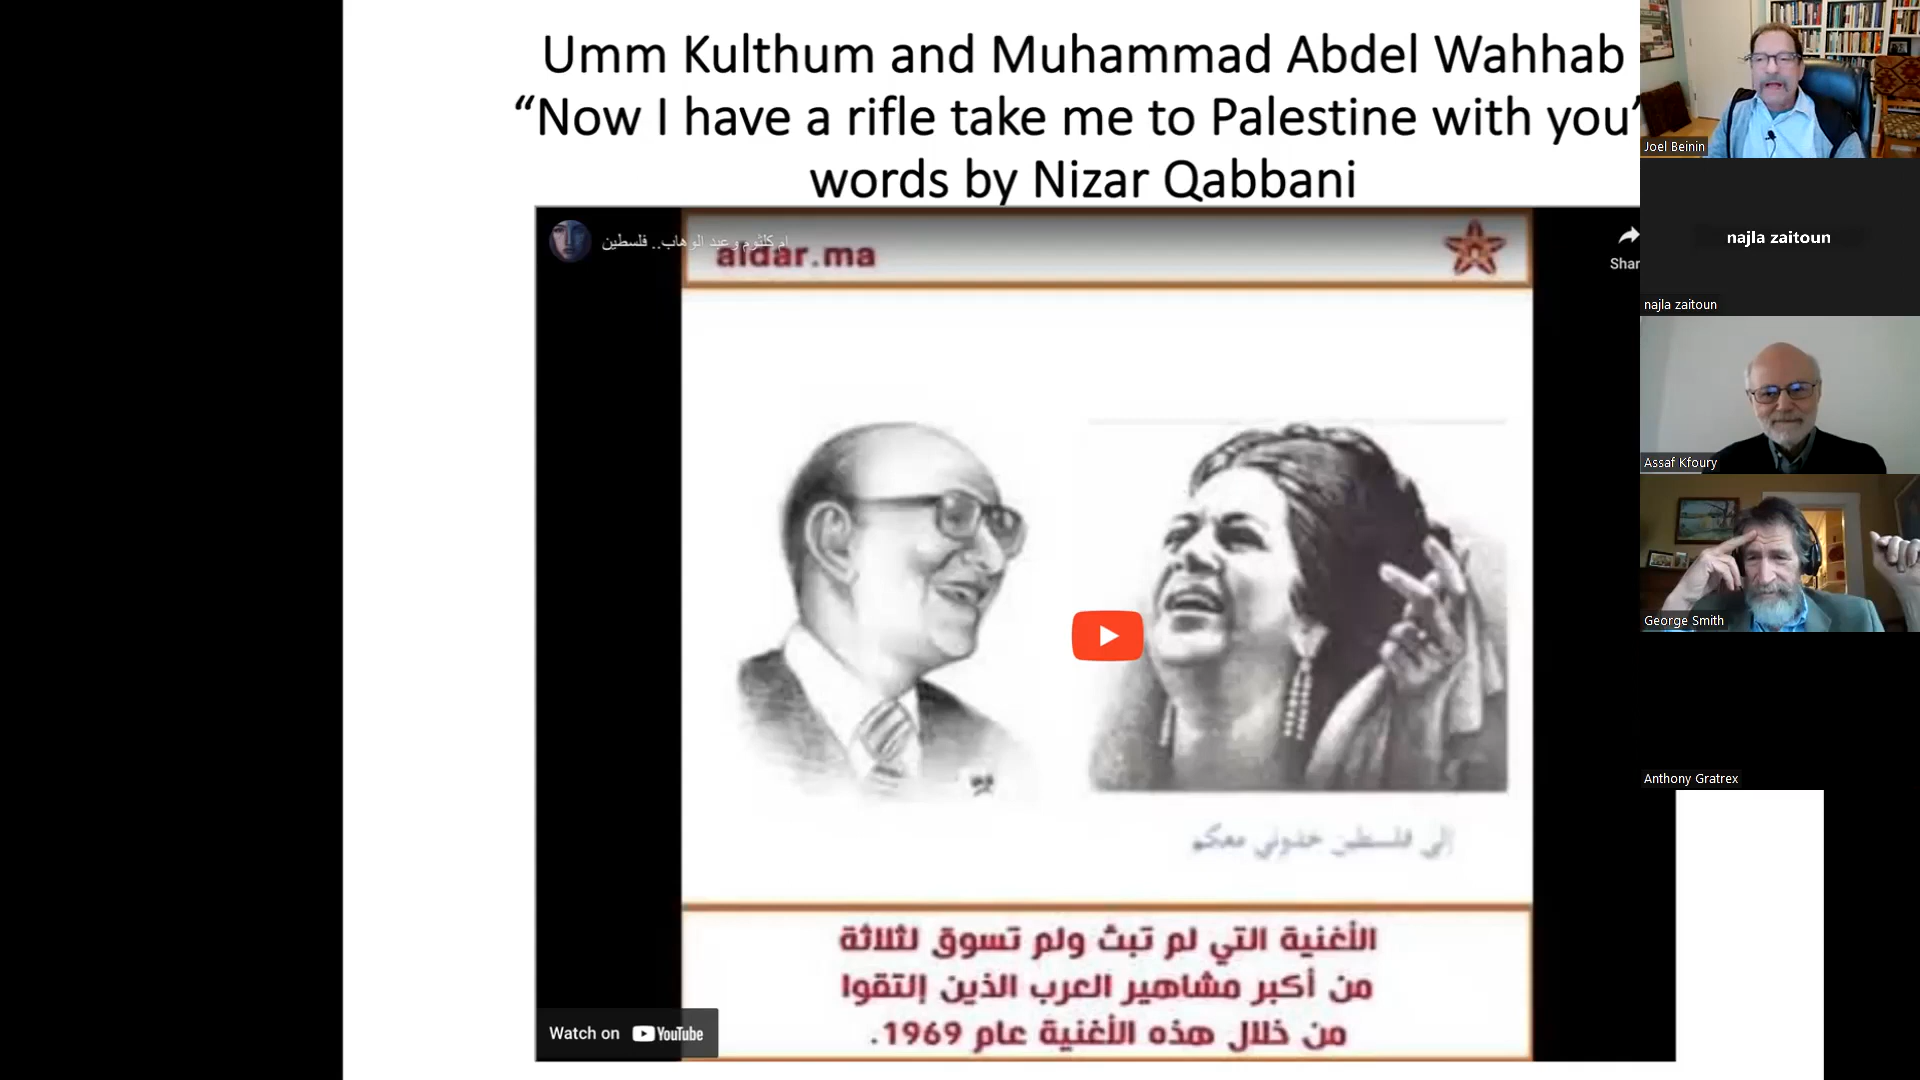 Umm Kulthum and Muhammad Abdel Wahhab
“Now I have a rifle take me to Palestine with you”
words by Nizar Qabbani
ام كلثوم وعبد الوهاب.. فلسطين
aldar.ma
Shar
إلى فلسطين خذوني معكم
الأغنية التي لم تبث ولم تسوق لثلاثة
من أكبر مشاهير العرب الذين إلتقوا
من خلال هذه الأغنية عام 1969.
Watch on YouTube
Joel Beinin
najla zaitoun
najla zaitoun
Assaf Kfoury
George Smith
Anthony Gratrex